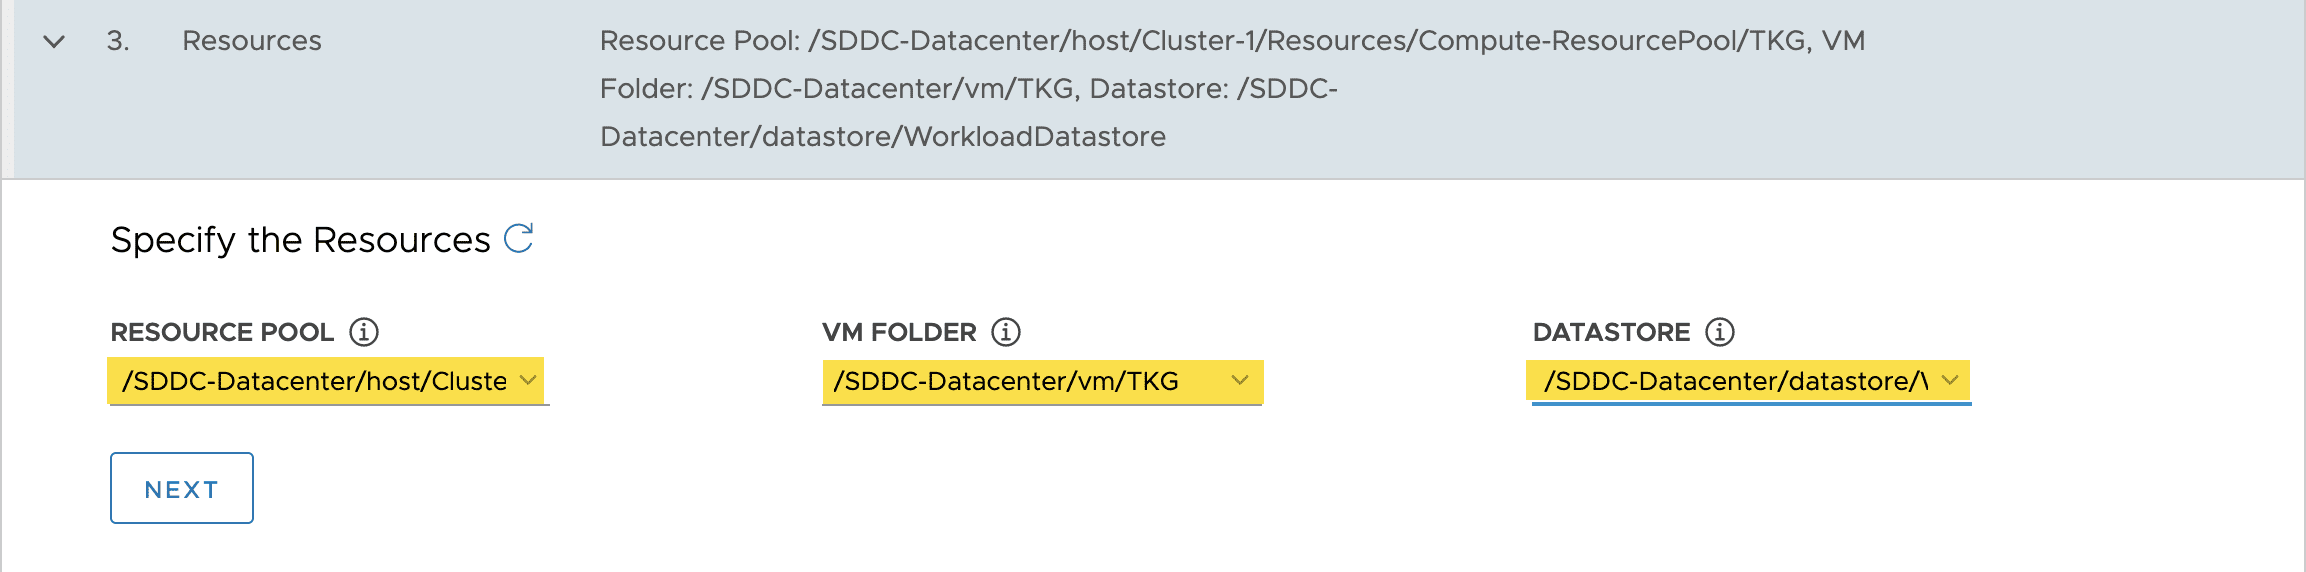 3. Resources Resource Pool: /SDDC-Datacenter/host/Cluster-1/Resources/Compute-ResourcePool/TKG, VM
Folder: /SDDC-Datacenter/vm/TKG, Datastore: /SDDC-
Datacenter/datastore/WorkloadDatastore
Specify the Resources
RESOURCE POOL VM FOLDER DATASTORE
/SDDC-Datacenter/host/Cluste /SDDC-Datacenter/vm/TKG /SDDC-Datacenter/datastore/
NEXT